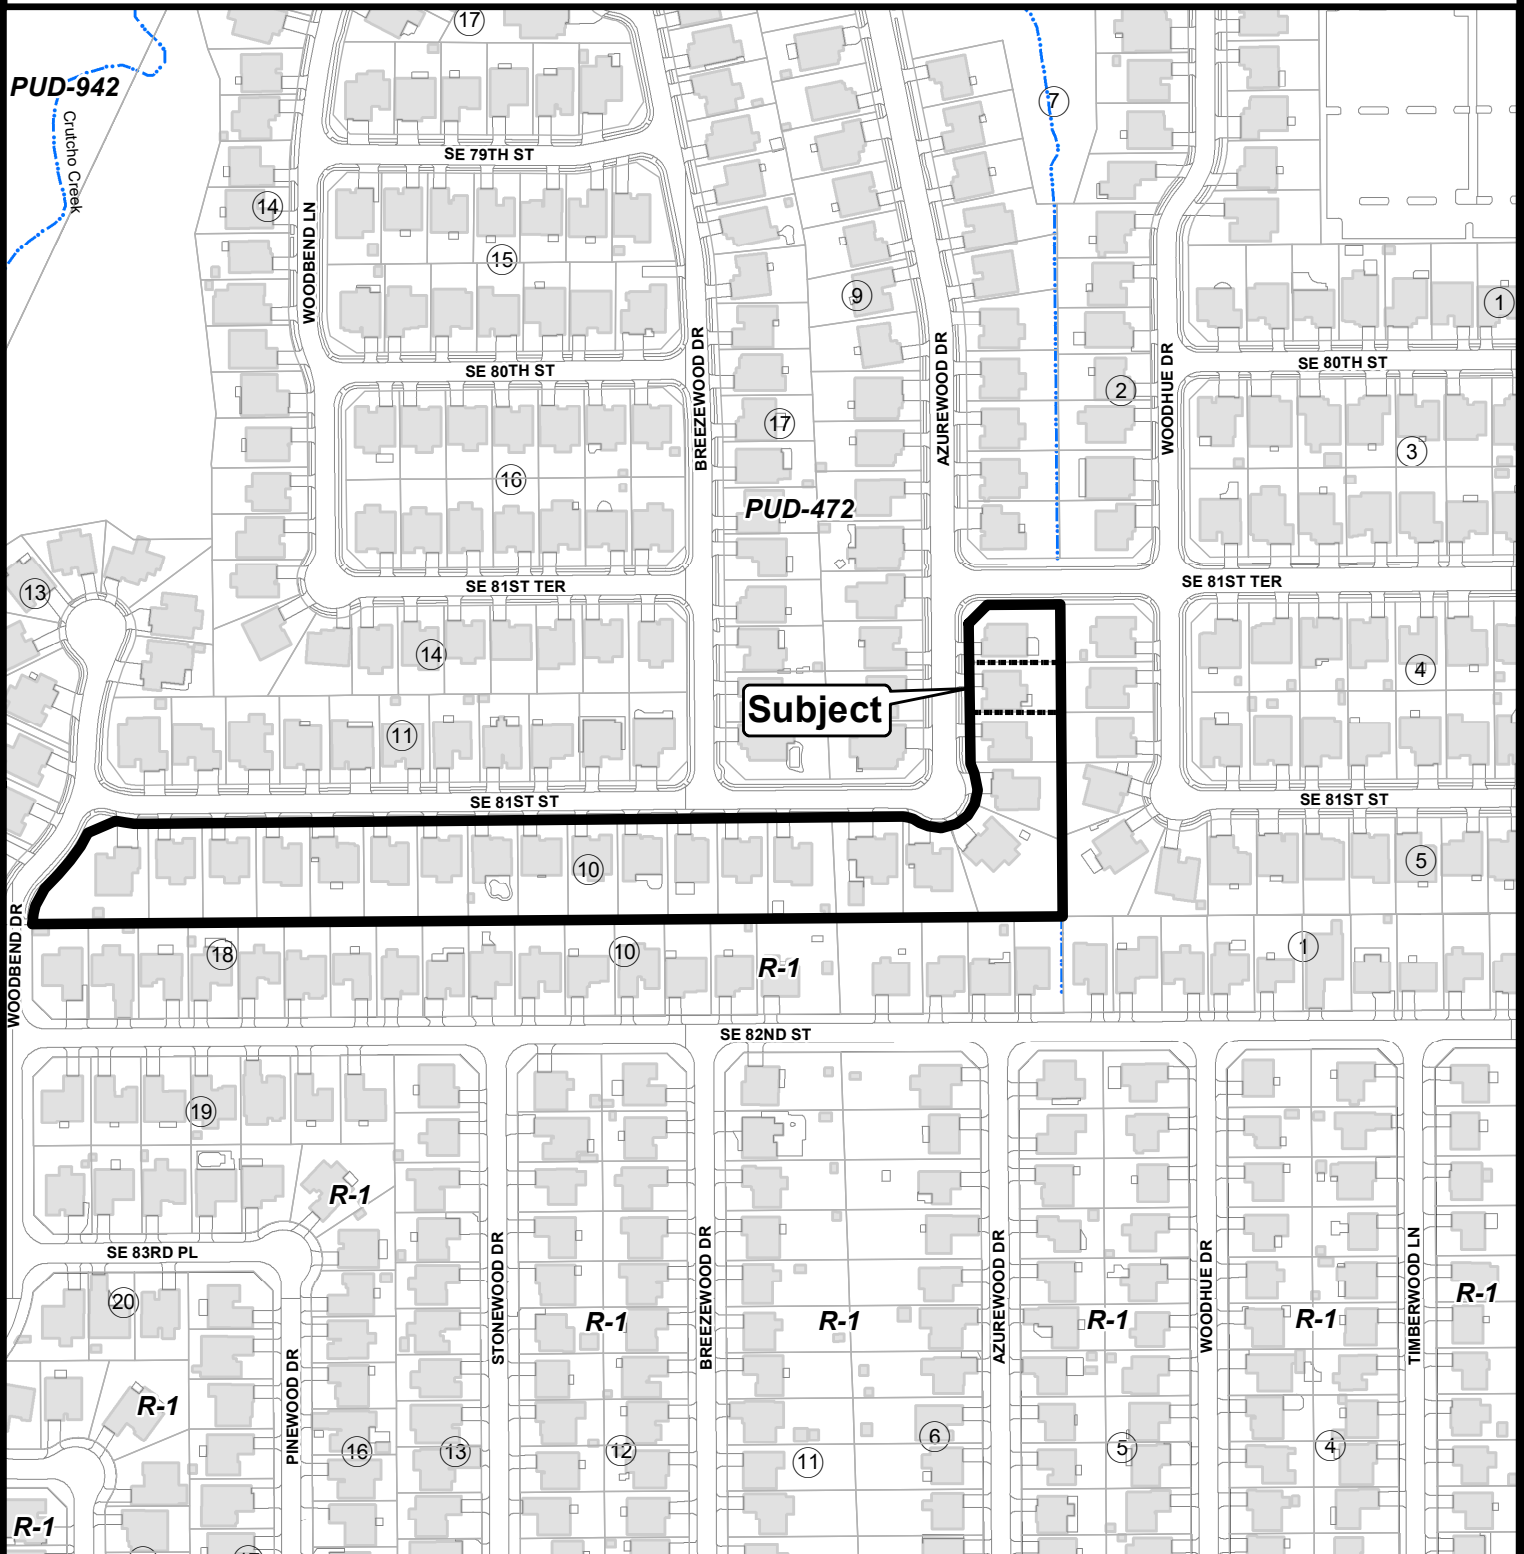 17
PUD-942
Crutcho Creek
7
SE 79TH ST
14
WOODBEND LN
15
9
1
BREEZEWOOD DR
AZUREWOOD DR
WOODHUE DR
SE 80TH ST
SE 80TH ST
2
17
3
16
PUD-472
SE 81ST TER
SE 81ST TER
13
14
4
Subject
11
SE 81ST ST
SE 81ST ST
10
5
WOODBEND DR
18
10
R-1
1
SE 82ND ST
19
R-1
SE 83RD PL
STONEWOOD DR
BREEZEWOOD DR
AZUREWOOD DR
WOODHUE DR
TIMBERWOOD LN
20
R-1
R-1
R-1
R-1
R-1
PINEWOOD DR
R-1
16
13
12
11
6
5
4
R-1